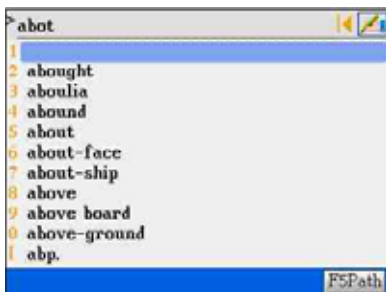 >abot
1
2 abought
3 aboulia
4 abound
5 about
6 about-face
7 about-ship
8 above
9 above board
0 above-ground
| abp.
F5Path